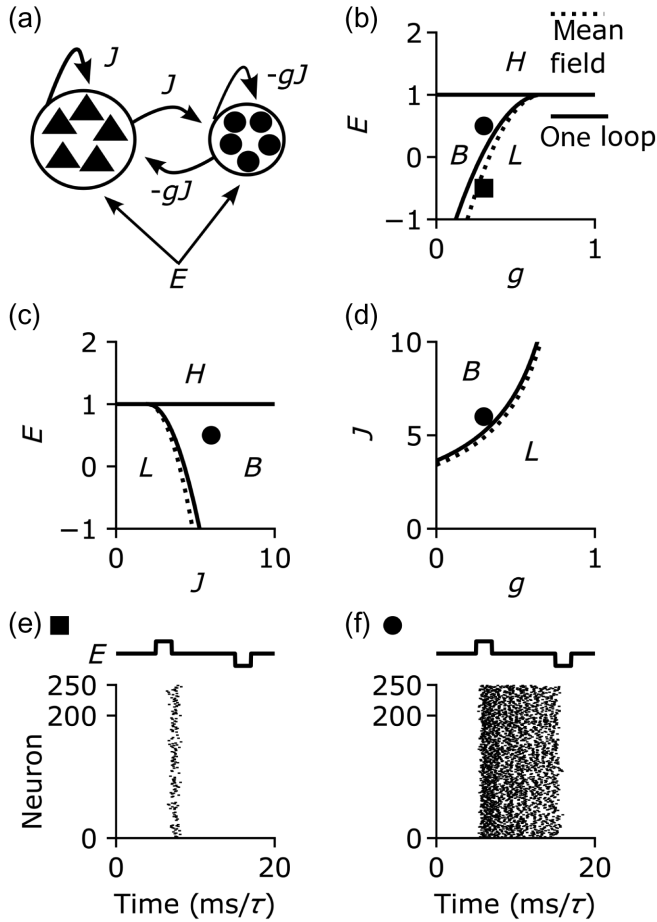 (a)
J
J
-gJ
-gJ
E
(b)
Mean
field
One loop
2
1
0
−1
E
H
B
L
0
1
g
(c)
2
1
0
−1
E
H
L
B
0
10
J
(d)
10
5
0
J
B
L
0
1
g
(e)
E
250
200
0
Neuron
0
20
Time (ms/τ)
(f)
250
200
0
0
20
Time (ms/τ)